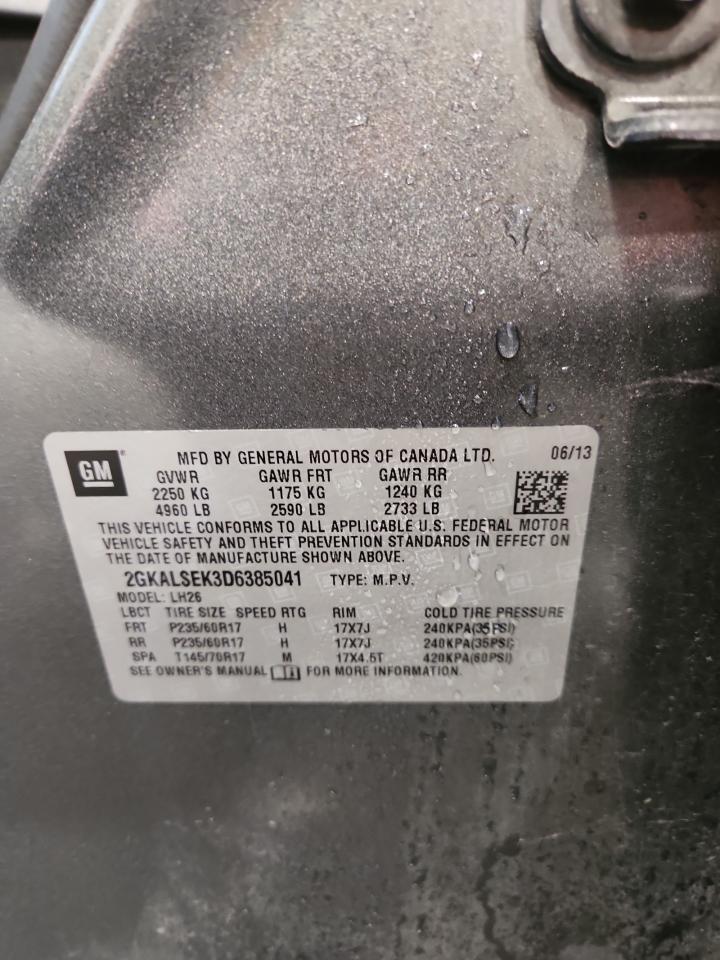 GM
MFD BY GENERAL MOTORS OF CANADA LTD. 06/13
GVWR GAWR FRT GAWR RR
2250 KG 1175 KG 1240 KG
4960 LB 2590 LB 2733 LB
THIS VEHICLE CONFORMS TO ALL APPLICABLE U.S. FEDERAL MOTOR
VEHICLE SAFETY AND THEFT PREVENTION STANDARDS IN EFFECT ON
THE DATE OF MANUFACTURE SHOWN ABOVE.
2GKALSEK3D6385041 TYPE: M.P.V.
MODEL: LH26
LBCT TIRE SIZE SPEED RTG RIM COLD TIRE PRESSURE
FRT P235/60R17 H 17X7J 240KPA(35PSI)
RR P235/60R17 H 17X7J 240KPA(35PSI)
SPA T145/70R17 M 17X4.5T 420KPA(60PSI)
SEE OWNER'S MANUAL FOR MORE INFORMATION.